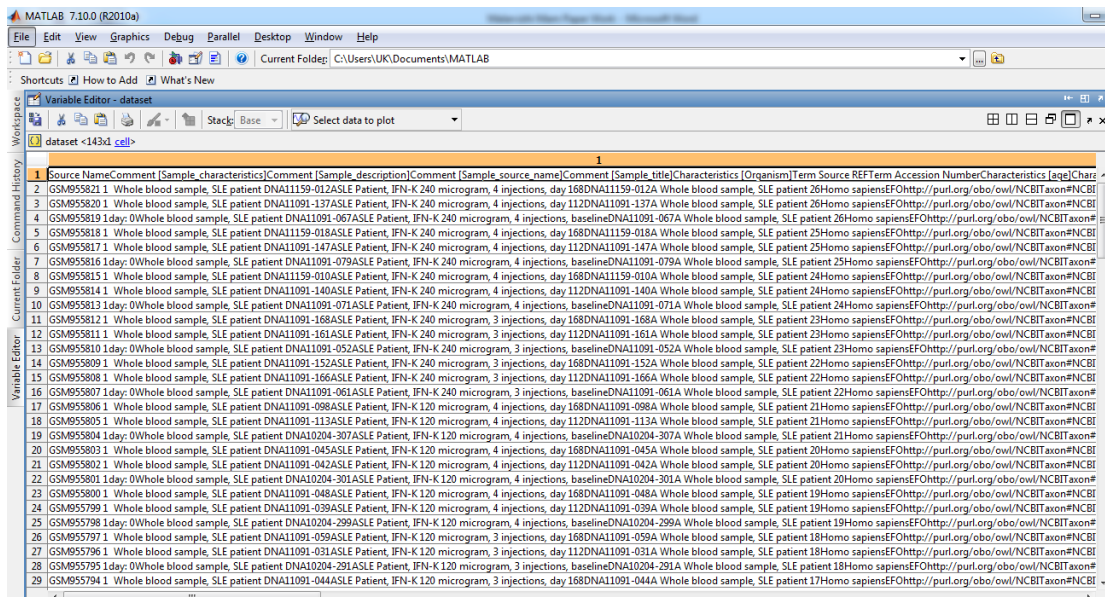 MATLAB 7.10.0 (R2010a)
File Edit View Graphics Debug Parallel Desktop Window Help
Current Folder: C:\Users\UK\Documents\MATLAB
Shortcuts How to Add What's New
Variable Editor - dataset
Stack: Base Select data to plot
dataset <143x1 cell>
Workspace
Command History
Current Folder
Variable Editor
1
1 Source NameComment [Sample_characteristics]Comment [Sample_description]Comment [Sample_source_name]Comment [Sample_title]Characteristics [Organism]Term Source REFTerm Accession NumberCharacteristics [age]Chara
2 GSM955821 1 Whole blood sample, SLE patient DNA11159-012ASLE Patient, IFN-K 240 microgram, 4 injections, day 168DNA11159-012A Whole blood sample, SLE patient 26Homo sapiensEFOhttp://purl.org/obo/owl/NCBITaxon#NCBI
3 GSM955820 1 Whole blood sample, SLE patient DNA11091-137ASLE Patient, IFN-K 240 microgram, 4 injections, day 112DNA11091-137A Whole blood sample, SLE patient 26Homo sapiensEFOhttp://purl.org/obo/owl/NCBITaxon#NCBI
4 GSM955819 1day: 0Whole blood sample, SLE patient DNA11091-067ASLE Patient, IFN-K 240 microgram, 4 injections, baselineDNA11091-067A Whole blood sample, SLE patient 26Homo sapiensEFOhttp://purl.org/obo/owl/NCBITaxon#
5 GSM955818 1 Whole blood sample, SLE patient DNA11159-018ASLE Patient, IFN-K 240 microgram, 4 injections, day 168DNA11159-018A Whole blood sample, SLE patient 25Homo sapiensEFOhttp://purl.org/obo/owl/NCBITaxon#NCBI
6 GSM955817 1 Whole blood sample, SLE patient DNA11091-147ASLE Patient, IFN-K 240 microgram, 4 injections, day 112DNA11091-147A Whole blood sample, SLE patient 25Homo sapiensEFOhttp://purl.org/obo/owl/NCBITaxon#NCBI
7 GSM955816 1day: 0Whole blood sample, SLE patient DNA11091-079ASLE Patient, IFN-K 240 microgram, 4 injections, baselineDNA11091-079A Whole blood sample, SLE patient 25Homo sapiensEFOhttp://purl.org/obo/owl/NCBITaxon#
8 GSM955815 1 Whole blood sample, SLE patient DNA11159-010ASLE Patient, IFN-K 240 microgram, 4 injections, day 168DNA11159-010A Whole blood sample, SLE patient 24Homo sapiensEFOhttp://purl.org/obo/owl/NCBITaxon#NCBI
9 GSM955814 1 Whole blood sample, SLE patient DNA11091-140ASLE Patient, IFN-K 240 microgram, 4 injections, day 112DNA11091-140A Whole blood sample, SLE patient 24Homo sapiensEFOhttp://purl.org/obo/owl/NCBITaxon#NCBI
10 GSM955813 1day: 0Whole blood sample, SLE patient DNA11091-071ASLE Patient, IFN-K 240 microgram, 4 injections, baselineDNA11091-071A Whole blood sample, SLE patient 24Homo sapiensEFOhttp://purl.org/obo/owl/NCBITaxon#
11 GSM955812 1 Whole blood sample, SLE patient DNA11091-168ASLE Patient, IFN-K 240 microgram, 3 injections, day 168DNA11091-168A Whole blood sample, SLE patient 23Homo sapiensEFOhttp://purl.org/obo/owl/NCBITaxon#NCBI
12 GSM955811 1 Whole blood sample, SLE patient DNA11091-161ASLE Patient, IFN-K 240 microgram, 3 injections, day 112DNA11091-161A Whole blood sample, SLE patient 23Homo sapiensEFOhttp://purl.org/obo/owl/NCBITaxon#NCBI
13 GSM955810 1day: 0Whole blood sample, SLE patient DNA11091-052ASLE Patient, IFN-K 240 microgram, 3 injections, baselineDNA11091-052A Whole blood sample, SLE patient 23Homo sapiensEFOhttp://purl.org/obo/owl/NCBITaxon#
14 GSM955809 1 Whole blood sample, SLE patient DNA11091-152ASLE Patient, IFN-K 240 microgram, 3 injections, day 168DNA11091-152A Whole blood sample, SLE patient 22Homo sapiensEFOhttp://purl.org/obo/owl/NCBITaxon#NCBI
15 GSM955808 1 Whole blood sample, SLE patient DNA11091-166ASLE Patient, IFN-K 240 microgram, 3 injections, day 112DNA11091-166A Whole blood sample, SLE patient 22Homo sapiensEFOhttp://purl.org/obo/owl/NCBITaxon#NCBI
16 GSM955807 1day: 0Whole blood sample, SLE patient DNA11091-061ASLE Patient, IFN-K 240 microgram, 3 injections, baselineDNA11091-061A Whole blood sample, SLE patient 22Homo sapiensEFOhttp://purl.org/obo/owl/NCBITaxon#
17 GSM955806 1 Whole blood sample, SLE patient DNA11091-098ASLE Patient, IFN-K 120 microgram, 4 injections, day 168DNA11091-098A Whole blood sample, SLE patient 21Homo sapiensEFOhttp://purl.org/obo/owl/NCBITaxon#NCBI
18 GSM955805 1 Whole blood sample, SLE patient DNA11091-113ASLE Patient, IFN-K 120 microgram, 4 injections, day 112DNA11091-113A Whole blood sample, SLE patient 21Homo sapiensEFOhttp://purl.org/obo/owl/NCBITaxon#NCBI
19 GSM955804 1day: 0Whole blood sample, SLE patient DNA10204-307ASLE Patient, IFN-K 120 microgram, 4 injections, baselineDNA10204-307A Whole blood sample, SLE patient 21Homo sapiensEFOhttp://purl.org/obo/owl/NCBITaxon#
20 GSM955803 1 Whole blood sample, SLE patient DNA11091-045ASLE Patient, IFN-K 120 microgram, 4 injections, day 168DNA11091-045A Whole blood sample, SLE patient 20Homo sapiensEFOhttp://purl.org/obo/owl/NCBITaxon#NCBI
21 GSM955802 1 Whole blood sample, SLE patient DNA11091-042ASLE Patient, IFN-K 120 microgram, 4 injections, day 112DNA11091-042A Whole blood sample, SLE patient 20Homo sapiensEFOhttp://purl.org/obo/owl/NCBITaxon#NCBI
22 GSM955801 1day: 0Whole blood sample, SLE patient DNA10204-301ASLE Patient, IFN-K 120 microgram, 4 injections, baselineDNA10204-301A Whole blood sample, SLE patient 20Homo sapiensEFOhttp://purl.org/obo/owl/NCBITaxon#
23 GSM955800 1 Whole blood sample, SLE patient DNA11091-048ASLE Patient, IFN-K 120 microgram, 4 injections, day 168DNA11091-048A Whole blood sample, SLE patient 19Homo sapiensEFOhttp://purl.org/obo/owl/NCBITaxon#NCBI
24 GSM955799 1 Whole blood sample, SLE patient DNA11091-039ASLE Patient, IFN-K 120 microgram, 4 injections, day 112DNA11091-039A Whole blood sample, SLE patient 19Homo sapiensEFOhttp://purl.org/obo/owl/NCBITaxon#NCBI
25 GSM955798 1day: 0Whole blood sample, SLE patient DNA10204-299ASLE Patient, IFN-K 120 microgram, 4 injections, baselineDNA10204-299A Whole blood sample, SLE patient 19Homo sapiensEFOhttp://purl.org/obo/owl/NCBITaxon#
26 GSM955797 1 Whole blood sample, SLE patient DNA11091-059ASLE Patient, IFN-K 120 microgram, 3 injections, day 168DNA11091-059A Whole blood sample, SLE patient 18Homo sapiensEFOhttp://purl.org/obo/owl/NCBITaxon#NCBI
27 GSM955796 1 Whole blood sample, SLE patient DNA11091-031ASLE Patient, IFN-K 120 microgram, 3 injections, day 112DNA11091-031A Whole blood sample, SLE patient 18Homo sapiensEFOhttp://purl.org/obo/owl/NCBITaxon#NCBI
28 GSM955795 1day: 0Whole blood sample, SLE patient DNA10204-291ASLE Patient, IFN-K 120 microgram, 3 injections, baselineDNA10204-291A Whole blood sample, SLE patient 18Homo sapiensEFOhttp://purl.org/obo/owl/NCBITaxon#
29 GSM955794 1 Whole blood sample, SLE patient DNA11091-044ASLE Patient, IFN-K 120 microgram, 3 injections, day 168DNA11091-044A Whole blood sample, SLE patient 17Homo sapiensEFOhttp://purl.org/obo/owl/NCBITaxon#NCBI